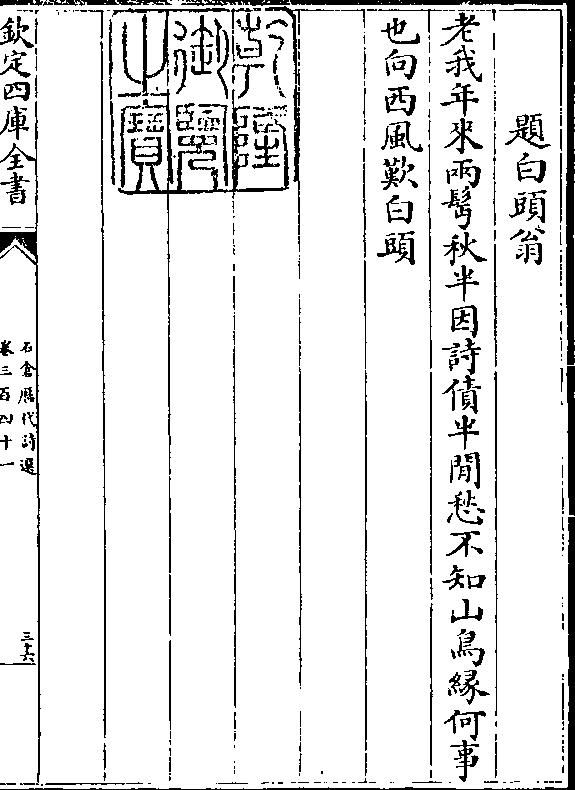 題白頭翁
老我年來兩髩秋半因詩債半閒愁不知山鳥緣何事
也向西風歎白頭
乾隆
御覽
之寶
欽定四庫全書
石倉歷代詩選
卷三百四十一
三十六